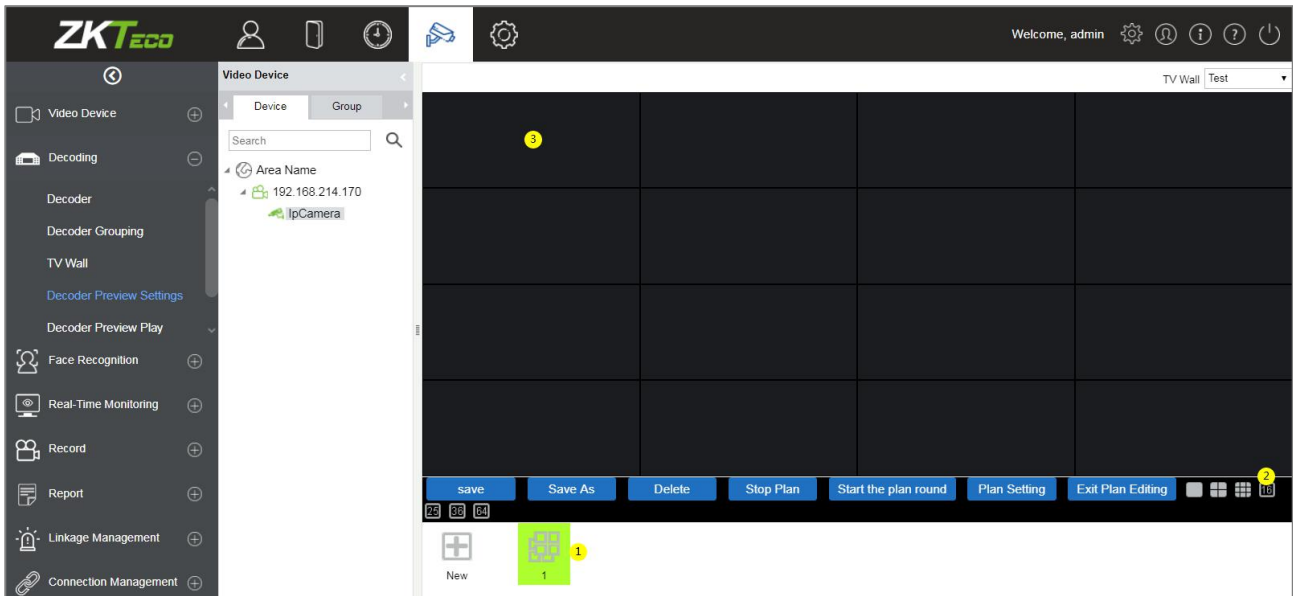 ZKTECO
Welcome, admin
Video Device
TV Wall Test
Video Device
Device Group
Search
3
Decoding
Area Name
192.168.214.170
IpCamera
Decoder
Decoder Grouping
TV Wall
Decoder Preview Settings
Decoder Preview Play
Face Recognition
Real-Time Monitoring
Record
Report
Linkage Management
Connection Management
2
save Save As Delete Stop Plan Start the plan round Plan Setting Exit Plan Editing 16
25 36 64
1
New 1